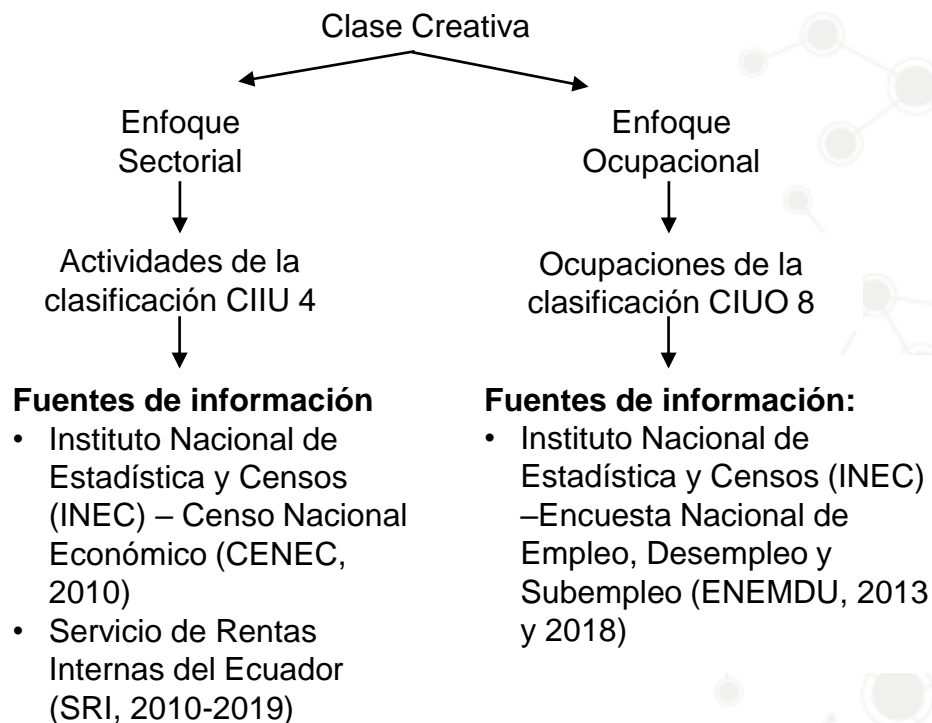 Clase Creativa
Enfoque
Sectorial
Actividades de la
clasificación CIIU 4
Fuentes de información
• Instituto Nacional de
Estadística y Censos
(INEC) – Censo Nacional
Económico (CENEC,
2010)
• Servicio de Rentas
Internas del Ecuador
(SRI, 2010-2019)
Enfoque
Ocupacional
Ocupaciones de la
clasificación CIUO 8
Fuentes de información:
• Instituto Nacional de
Estadística y Censos (INEC)
–Encuesta Nacional de
Empleo, Desempleo y
Subempleo (ENEMDU, 2013
y 2018)